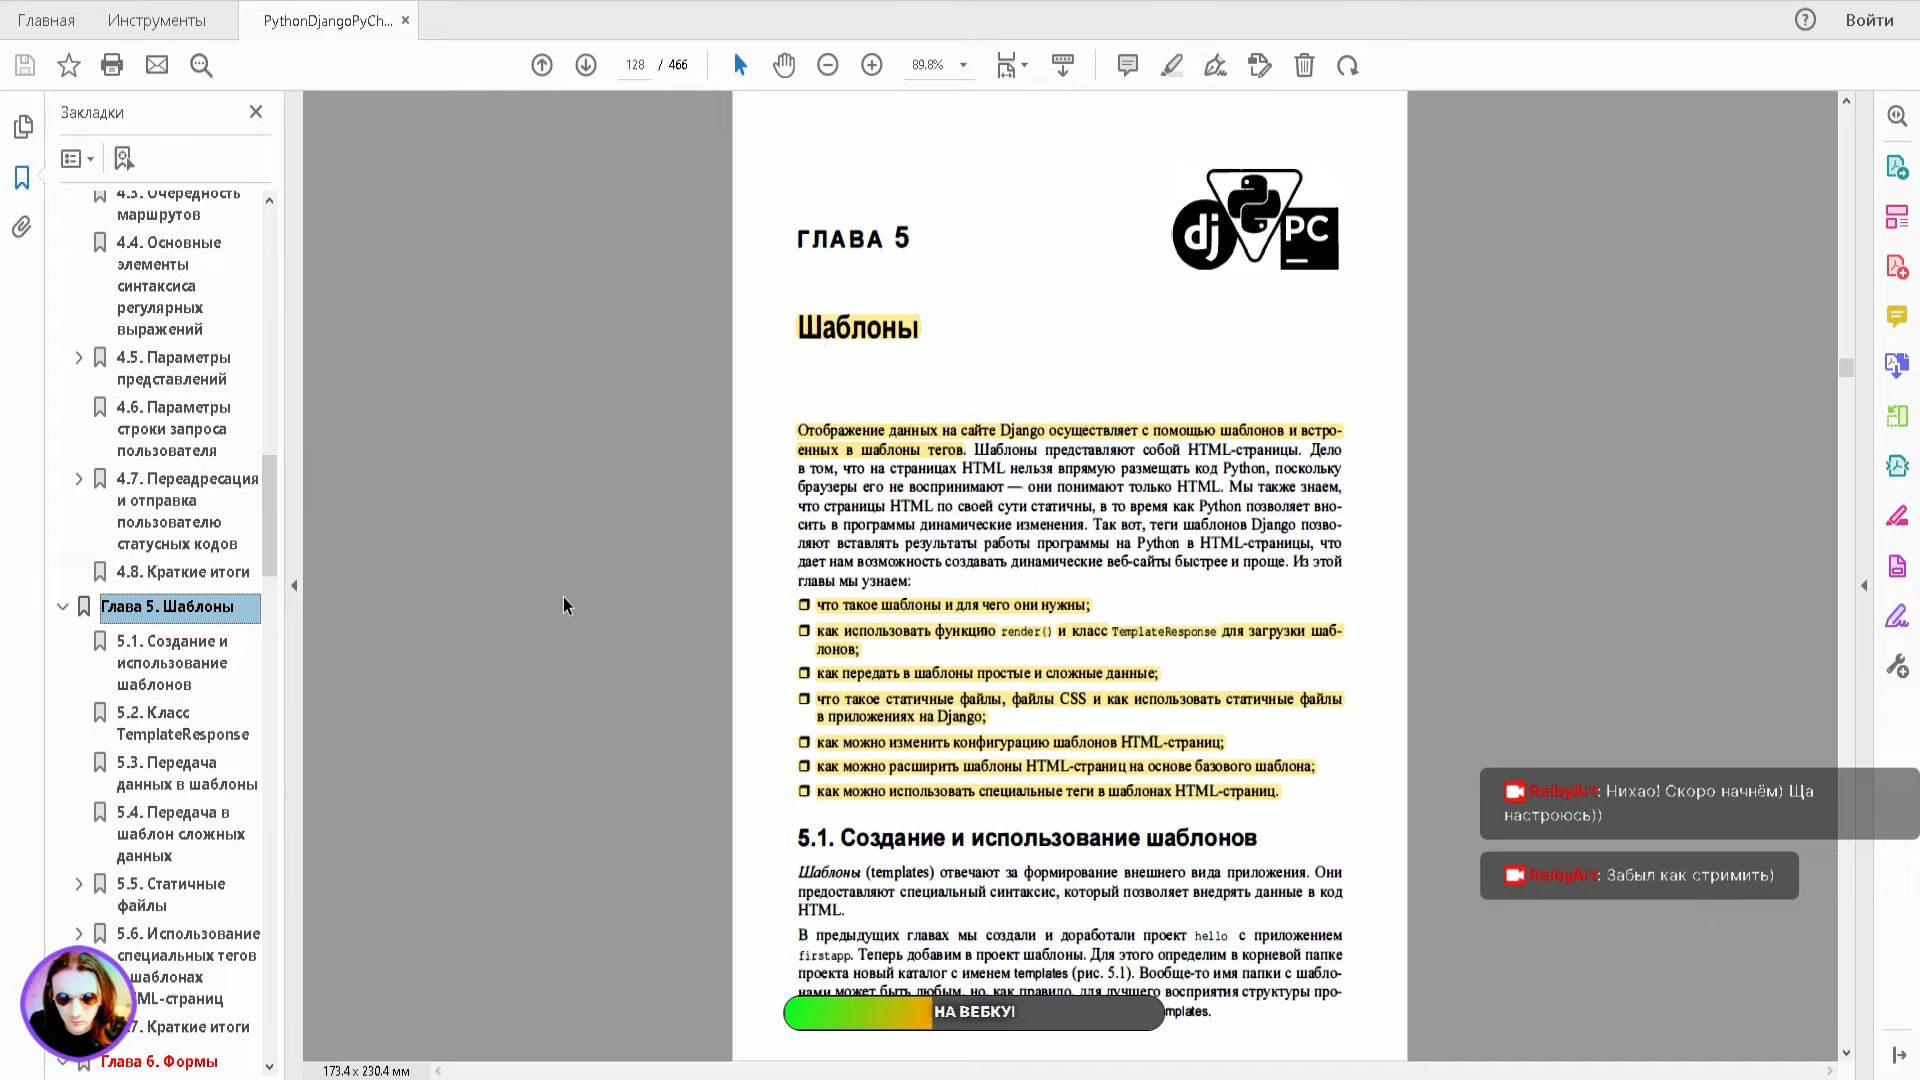 Главная Инструменты PythonDjangoPyCh... Войти
128 / 466 89.8%
Закладки
4.3. Очередность
маршрутов
4.4. Основные
элементы
синтаксиса
регулярных
выражений
4.5. Параметры
представлений
4.6. Параметры
строки запроса
пользователя
4.7. Переадресация
и отправка
пользователю
статусных кодов
4.8. Краткие итоги
Глава 5. Шаблоны
5.1. Создание и
использование
шаблонов
5.2. Класс
TemplateResponse
5.3. Передача
данных в шаблоны
5.4. Передача в
шаблон сложных
данных
5.5. Статичные
файлы
5.6. Использование
специальных тегов
шаблонах
ML-страниц
7. Краткие итоги
Глава 6. Формы
ГЛАВА 5
dj PC
Шаблоны
Отображение данных на сайте Django осуществляет с помощью шаблонов и встро-
енных в шаблоны тегов. Шаблоны представляют собой HTML-страницы. Дело
в том, что на страницах HTML нельзя впрямую размещать код Python, поскольку
браузеры его не воспринимают — они понимают только HTML. Мы также знаем,
что страницы HTML по своей сути статичны, в то время как Python позволяет вно-
сить в программы динамические изменения. Так вот, теги шаблонов Django позво-
ляют вставлять результаты работы программы на Python в HTML-страницы, что
дает нам возможность создавать динамические веб-сайты быстрее и проще. Из этой
главы мы узнаем:
❒ что такое шаблоны и для чего они нужны;
❒ как использовать функцию render() и класс TemplateResponse для загрузки шаб-
лонов;
❒ как передать в шаблоны простые и сложные данные;
❒ что такое статичные файлы, файлы CSS и как использовать статичные файлы
в приложениях на Django;
❒ как можно изменить конфигурацию шаблонов HTML-страниц;
❒ как можно расширить шаблоны HTML-страниц на основе базового шаблона;
❒ как можно использовать специальные теги в шаблонах HTML-страниц.
5.1. Создание и использование шаблонов
Шаблоны (templates) отвечают за формирование внешнего вида приложения. Они
предоставляют специальный синтаксис, который позволяет внедрять данные в код
HTML.
В предыдущих главах мы создали и доработали проект hello с приложением
firstapp. Теперь добавим в проект шаблоны. Для этого определим в корневой папке
проекта новый каталог с именем templates (рис. 5.1). Вообще-то имя папки с шабло-
нами может быть любым, но, как правило, для лучшего восприятия структуры про-
mplates.
НА ВЕБКУ!
ReibyArt: Нихао! Скоро начнём) Ща
настроюсь))
ReibyArt: Забыл как стримить)
173.4 x 230.4 мм